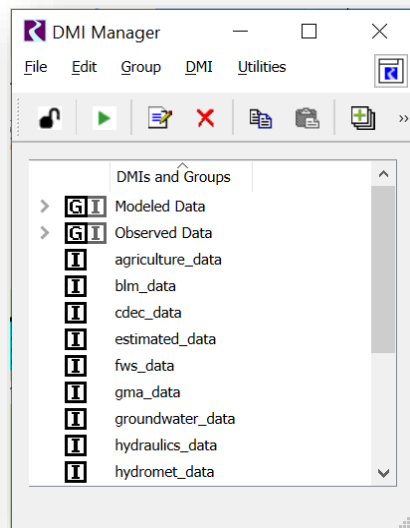 DMI Manager
File Edit Group DMI Utilities
»
DMIs and Groups
G I Modeled Data
G I Observed Data
I agriculture_data
I blm_data
I cdec_data
I estimated_data
I fws_data
I gma_data
I groundwater_data
I hydraulics_data
I hydromet_data